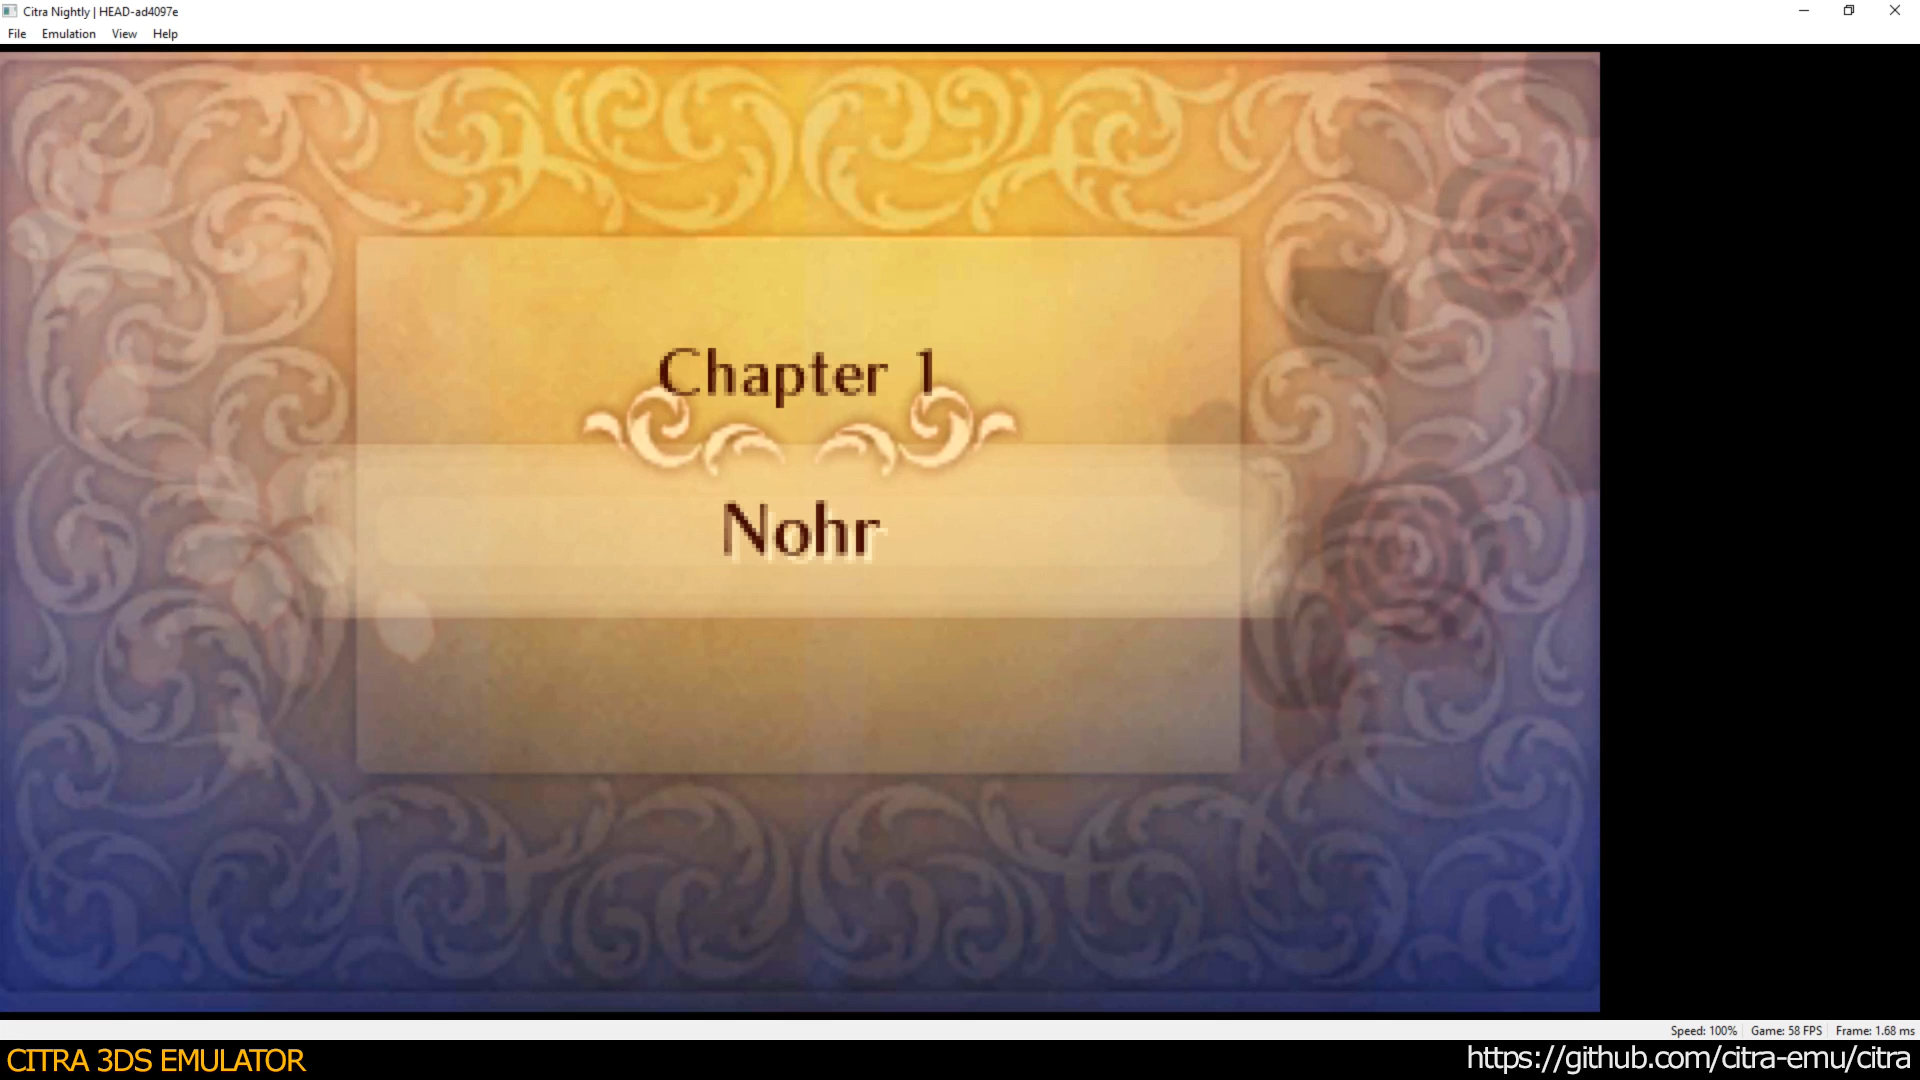 Citra Nightly | HEAD-ad4097e
File Emulation View Help
Chapter 1
Nohr
Speed: 100% Game: 58 FPS Frame: 1.68 ms
CITRA 3DS EMULATOR https://github.com/citra-emu/citra